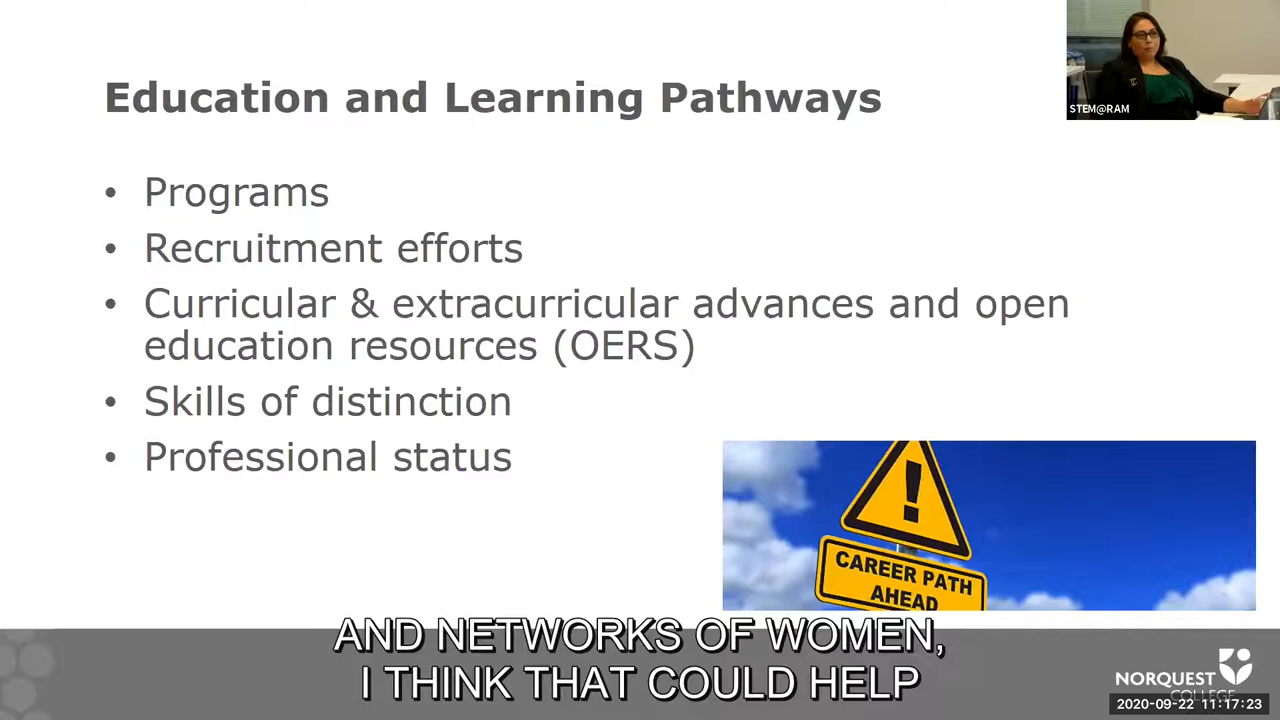 Education and Learning Pathways
STEM@RAM
• Programs
• Recruitment efforts
• Curricular & extracurricular advances and open
education resources (OERS)
• Skills of distinction
• Professional status
CAREER PATH
AHEAD
AND NETWORKS OF WOMEN,
I THINK THAT COULD HELP
NORQUEST
COLLEGE
2020-09-22 11:17:23